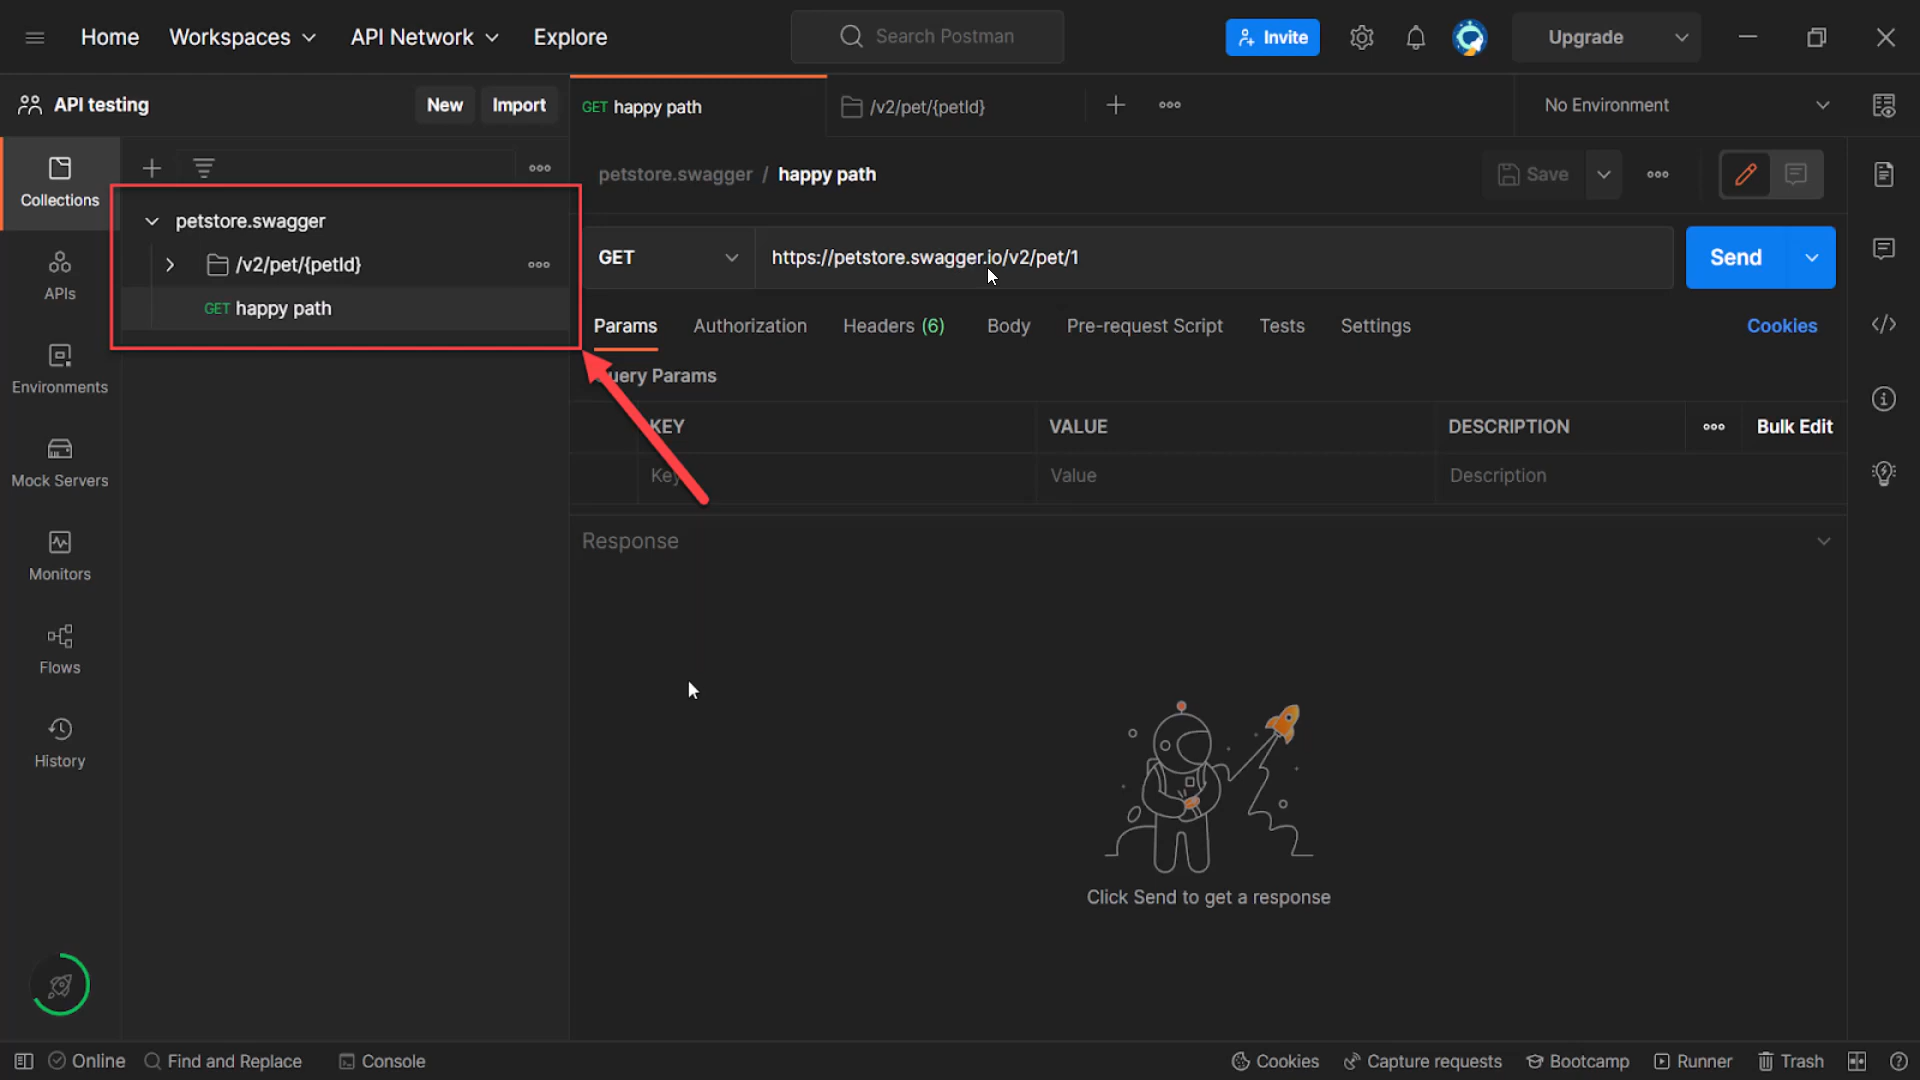 Home Workspaces API Network Explore Search Postman Invite Upgrade
API testing New Import GET happy path /v2/pet/{petId} No Environment
Collections
APIs
Environments
Mock Servers
Monitors
Flows
History
petstore.swagger
/v2/pet/{petId}
GET happy path
petstore.swagger / happy path Save
GET https://petstore.swagger.io/v2/pet/1 Send
Params Authorization Headers (6) Body Pre-request Script Tests Settings Cookies
uery Params
KEY VALUE DESCRIPTION Bulk Edit
Key Value Description
Response
Click Send to get a response
Online Find and Replace Console Cookies Capture requests Bootcamp Runner Trash